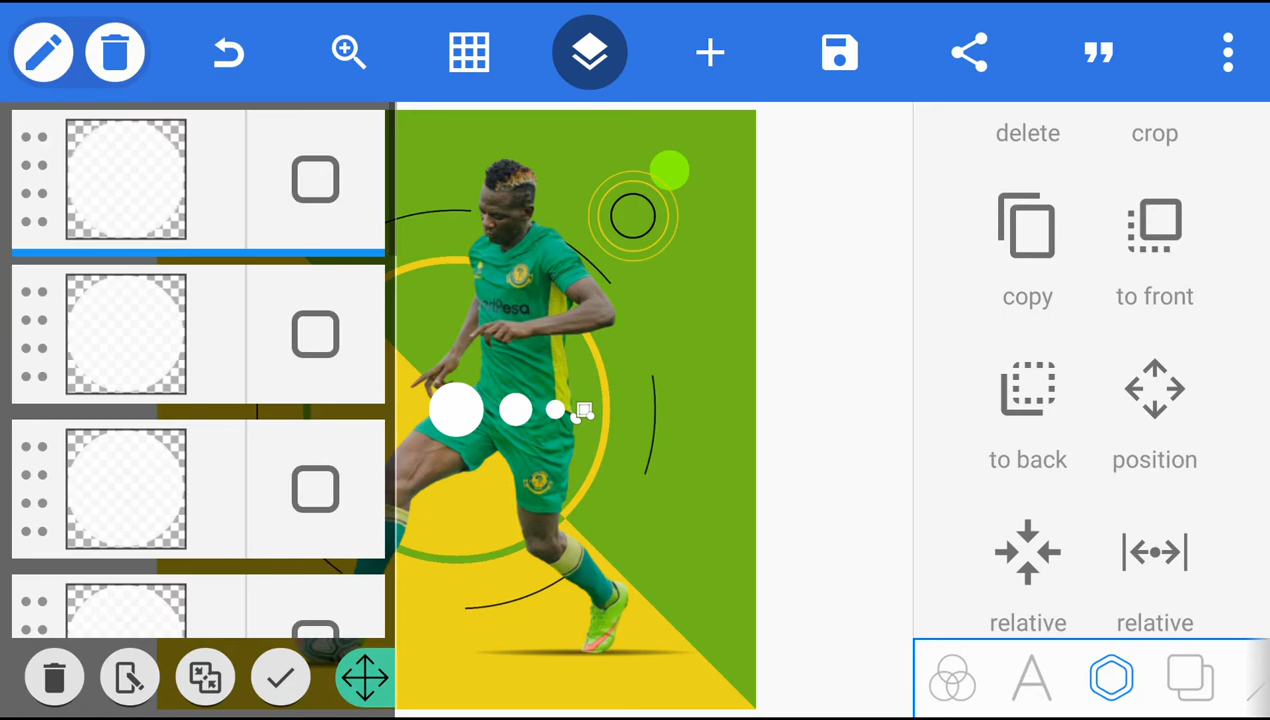 delete crop
copy to front
to back position
relative relative